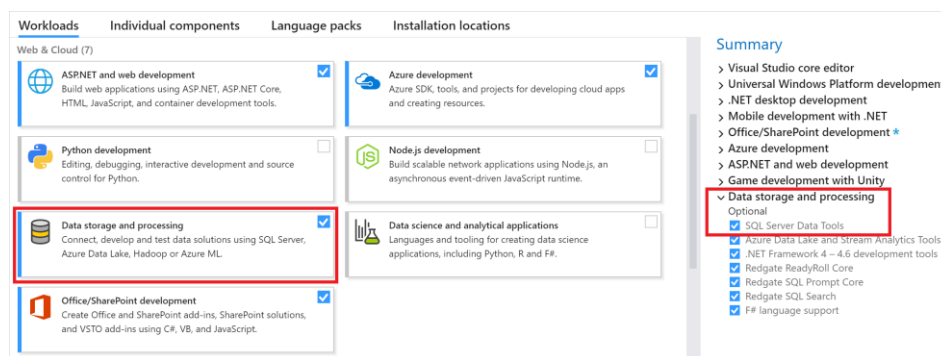 Workloads Individual components Language packs Installation locations
Web & Cloud (7)
ASP.NET and web development
Build web applications using ASP.NET, ASP.NET Core,
HTML, JavaScript, and container development tools.
Azure development
Azure SDK, tools, and projects for developing cloud apps
and creating resources.
Python development
Editing, debugging, interactive development and source
control for Python.
Node.js development
Build scalable network applications using Node.js, an
asynchronous event-driven JavaScript runtime.
JS
Data storage and processing
Connect, develop and test data solutions using SQL Server,
Azure Data Lake, Hadoop or Azure ML.
Data science and analytical applications
Languages and tooling for creating data science
applications, including Python, R and F#.
Office/SharePoint development
Create Office and SharePoint add-ins, SharePoint solutions,
and VSTO add-ins using C#, VB, and JavaScript.
Summary
Visual Studio core editor
Universal Windows Platform development
.NET desktop development
Mobile development with .NET
Office/SharePoint development *
Azure development
ASP.NET and web development
Game development with Unity
Data storage and processing
Optional
SQL Server Data Tools
Azure Data Lake and Stream Analytics Tools
.NET Framework 4 – 4.6 development tools
Redgate ReadyRoll Core
Redgate SQL Prompt Core
Redgate SQL Search
F# language support